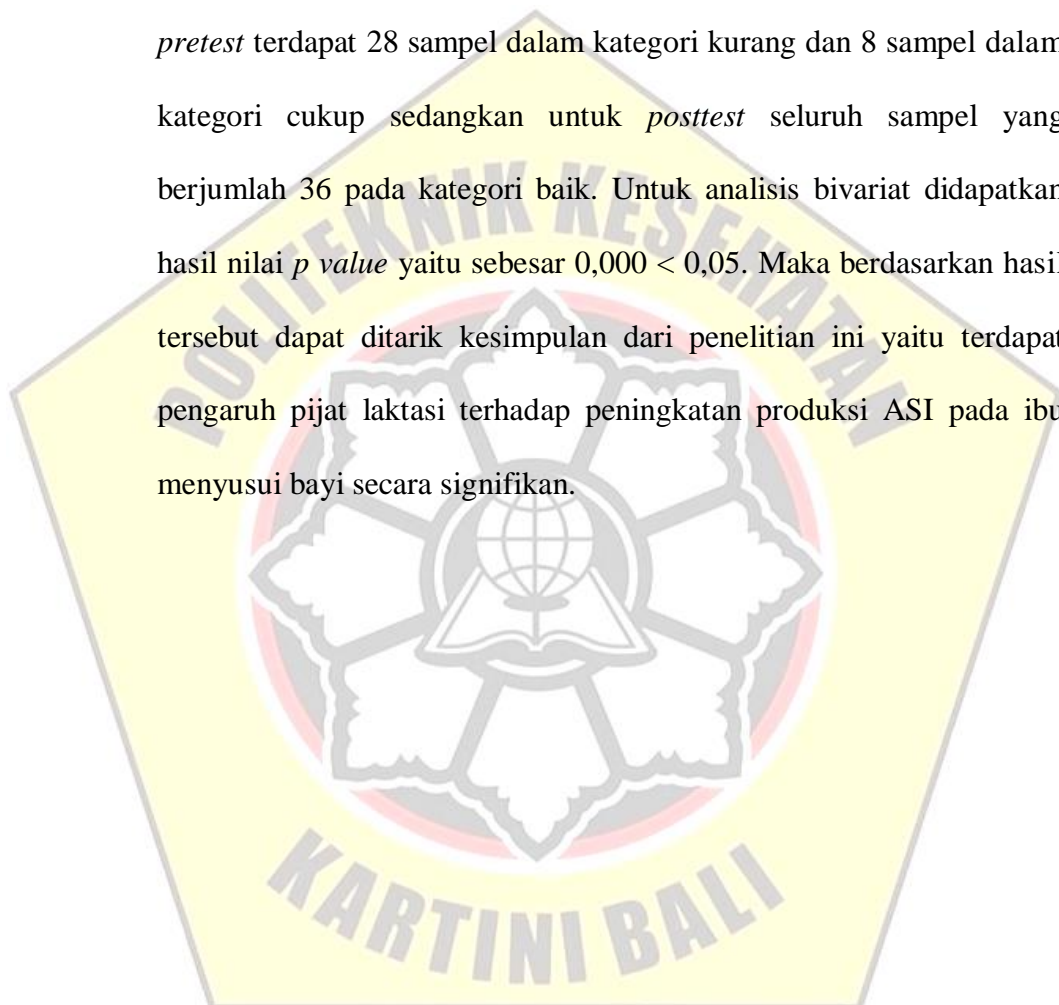 pretest terdapat 28 sampel dalam kategori kurang dan 8 sampel dalam
kategori cukup sedangkan untuk posttest seluruh sampel yang
berjumlah 36 pada kategori baik. Untuk analisis bivariat didapatkan
hasil nilai p value yaitu sebesar 0,000 < 0,05. Maka berdasarkan hasil
tersebut dapat ditarik kesimpulan dari penelitian ini yaitu terdapat
pengaruh pijat laktasi terhadap peningkatan produksi ASI pada ibu
menyusui bayi secara signifikan.
POLITEKNIK KESEHATAN
KARTINI BALI